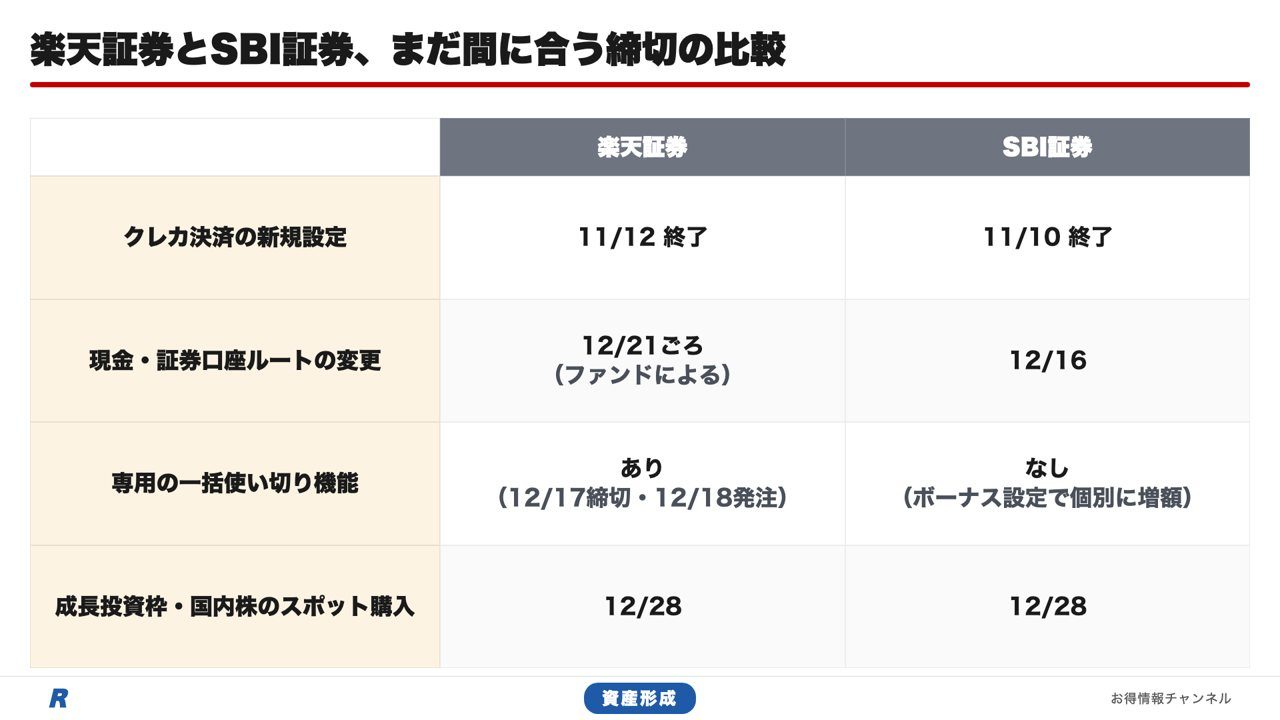 楽天証券とSBI証券、まだ間に合う締切の比較
楽天証券
SBI証券
クレカ決済の新規設定
11/12 終了
11/10 終了
現金・証券口座ルートの変更
12/21ごろ
（ファンドによる）
12/16
専用の一括使い切り機能
あり
（12/17締切・12/18発注）
なし
（ボーナス設定で個別に増額）
成長投資枠・国内株のスポット購入
12/28
12/28
R
資産形成
お得情報チャンネル